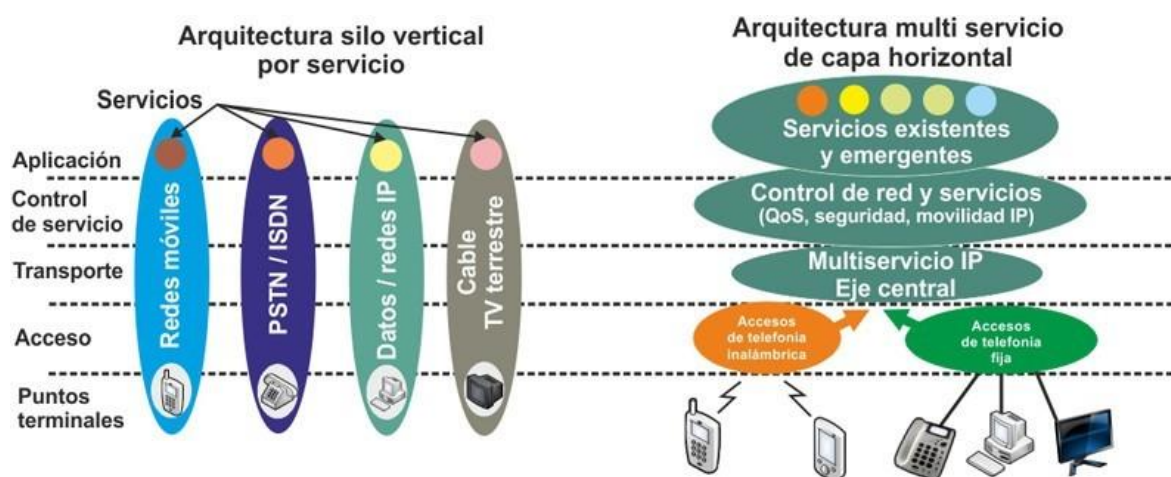 Arquitectura silo vertical
por servicio
Servicios
Aplicación
Control
de servicio
Transporte
Acceso
Puntos
terminales
Redes móviles
PSTN / ISDN
Datos / redes IP
Cable
TV terrestre
Arquitectura multi servicio
de capa horizontal
Servicios existentes
y emergentes
Control de red y servicios
(QoS, seguridad, movilidad IP)
Multiservicio IP
Eje central
Accesos
de telefonia
inalámbrica
Accesos
de telefonia
fija